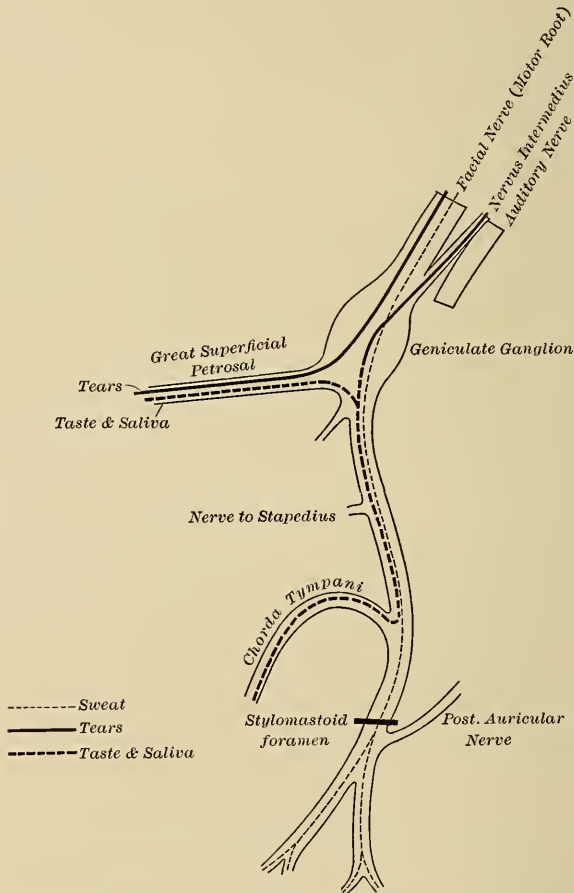 Facial Nerve (Motor Root)
Nervus Intermedius
Auditory Nerve
Geniculate Ganglion
Great Superficial
Petrosal
Tears
Taste & Saliva
Nerve to Stapedius
Chorda Tympani
Sweat
Tears
Taste & Saliva
Stylomastoid
foramen
Post. Auricular
Nerve